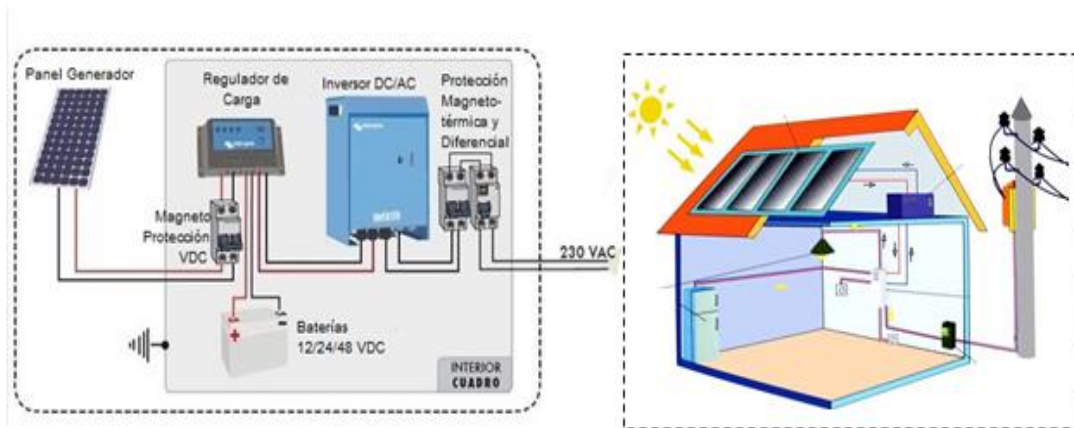 Panel Generador
Regulador de
Carga
Inversor DC/AC
Protección
Magneto-
térmica y
Diferencial
Magneto
Protección
VDC
230 VAC
Baterías
12/24/48 VDC
INTERIOR
CUADRO